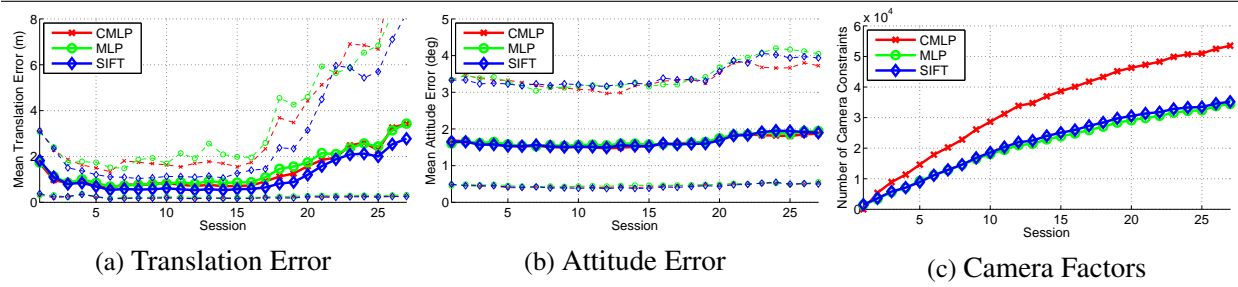 Mean Translation Error (m)
8
6
4
2
0
CMLP
MLP
SIFT
5 10 15 20 25
Session
(a) Translation Error
Mean Attitude Error (deg)
5
4
3
2
1
0
CMLP
MLP
SIFT
5 10 15 20 25
Session
(b) Attitude Error
Number of Camera Constraints
6 x 10^4
5
4
3
2
1
0
CMLP
MLP
SIFT
5 10 15 20 25
Session
(c) Camera Factors